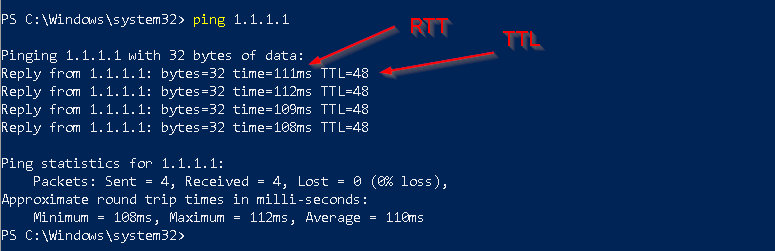 PS C:\Windows\system32> ping 1.1.1.1
RTT
TTL
Pinging 1.1.1.1 with 32 bytes of data:
Reply from 1.1.1.1: bytes=32 time=111ms TTL=48
Reply from 1.1.1.1: bytes=32 time=112ms TTL=48
Reply from 1.1.1.1: bytes=32 time=109ms TTL=48
Reply from 1.1.1.1: bytes=32 time=108ms TTL=48
Ping statistics for 1.1.1.1:
    Packets: Sent = 4, Received = 4, Lost = 0 (0% loss),
Approximate round trip times in milli-seconds:
    Minimum = 108ms, Maximum = 112ms, Average = 110ms
PS C:\Windows\system32>